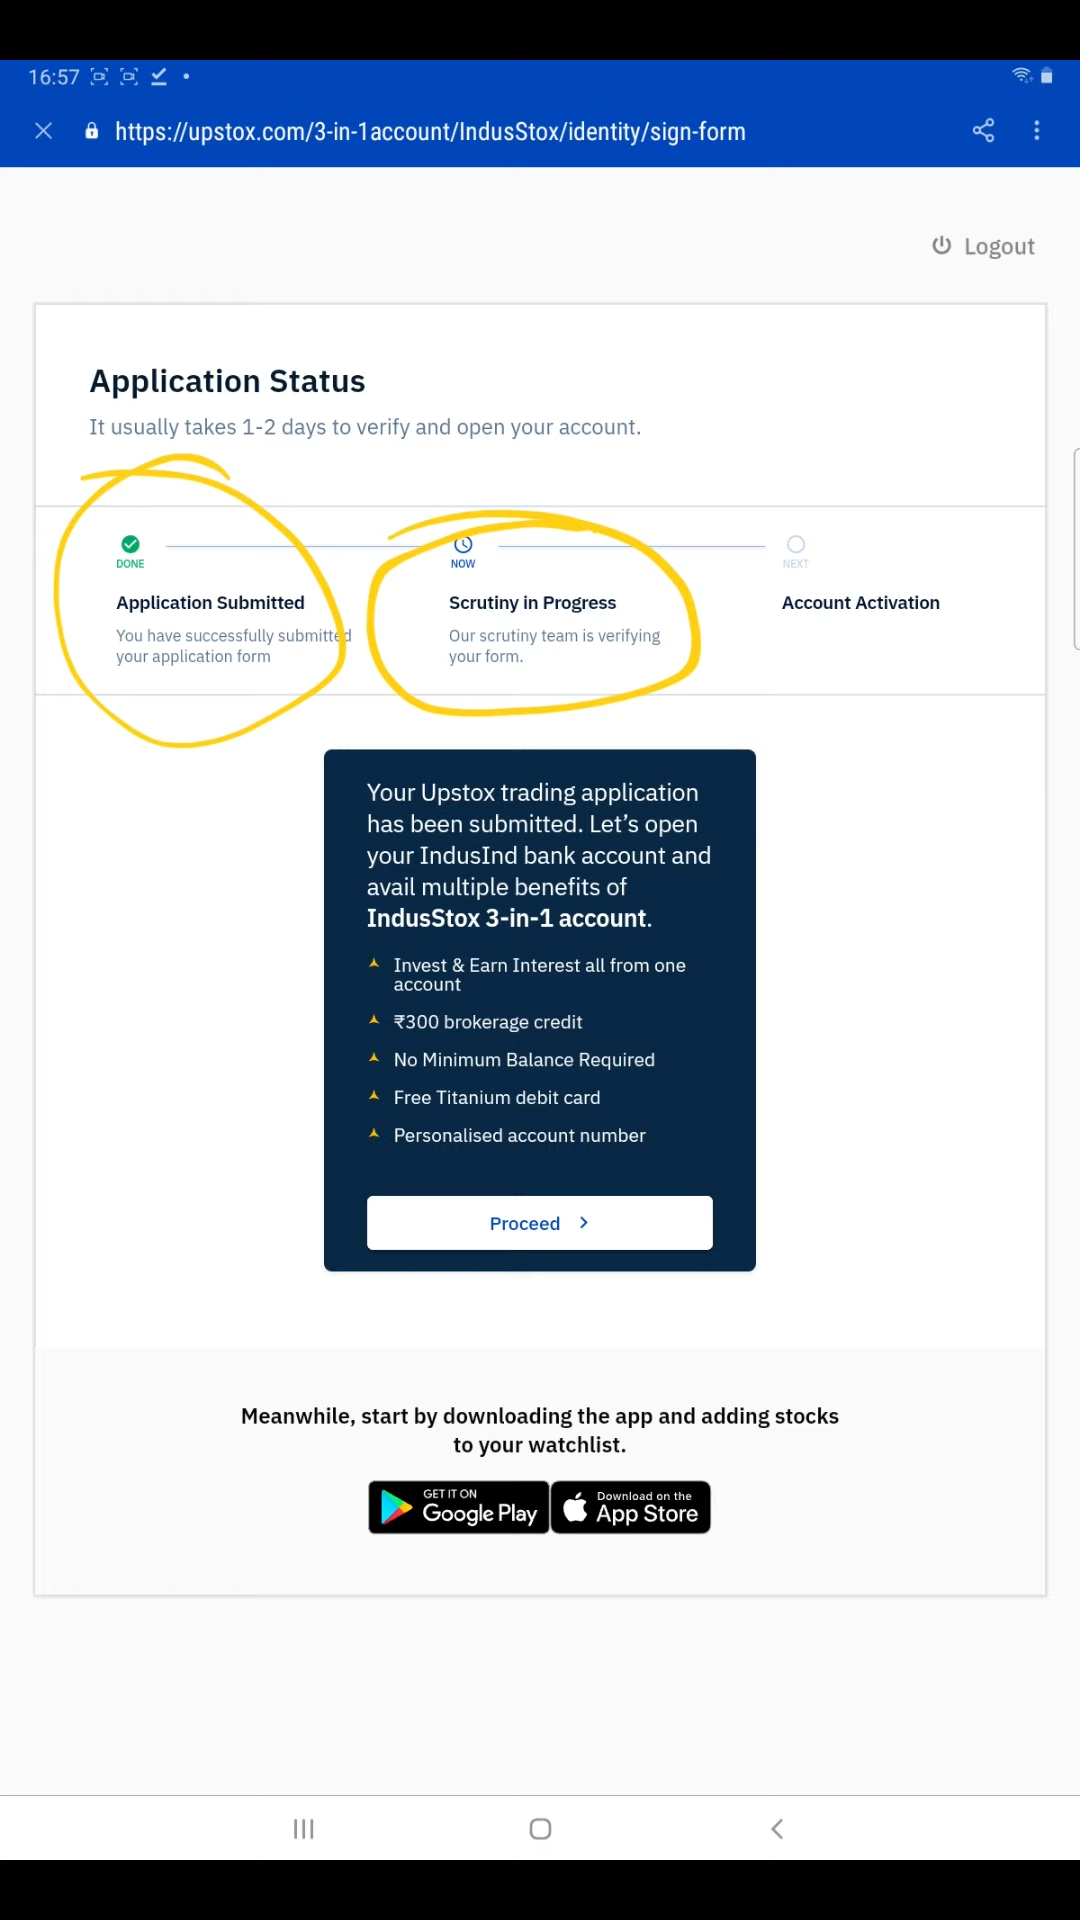 16:57
https://upstox.com/3-in-1account/IndusStox/identity/sign-form
Logout
Application Status
It usually takes 1-2 days to verify and open your account.
DONE
Application Submitted
You have successfully submitted
your application form
NOW
Scrutiny in Progress
Our scrutiny team is verifying
your form.
NEXT
Account Activation
Your Upstox trading application
has been submitted. Let’s open
your IndusInd bank account and
avail multiple benefits of
IndusStox 3-in-1 account.
Invest & Earn Interest all from one
account
₹300 brokerage credit
No Minimum Balance Required
Free Titanium debit card
Personalised account number
Proceed
Meanwhile, start by downloading the app and adding stocks
to your watchlist.
GET IT ON
Google Play
Download on the
App Store